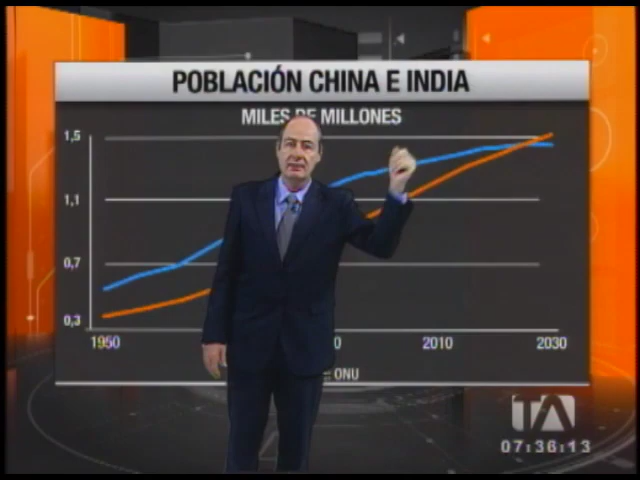 POBLACIÓN CHINA E INDIA
MILES DE MILLONES
1,5
1,1
0,7
0,3
1950
2010
2030
ONU
TA
07:36:13